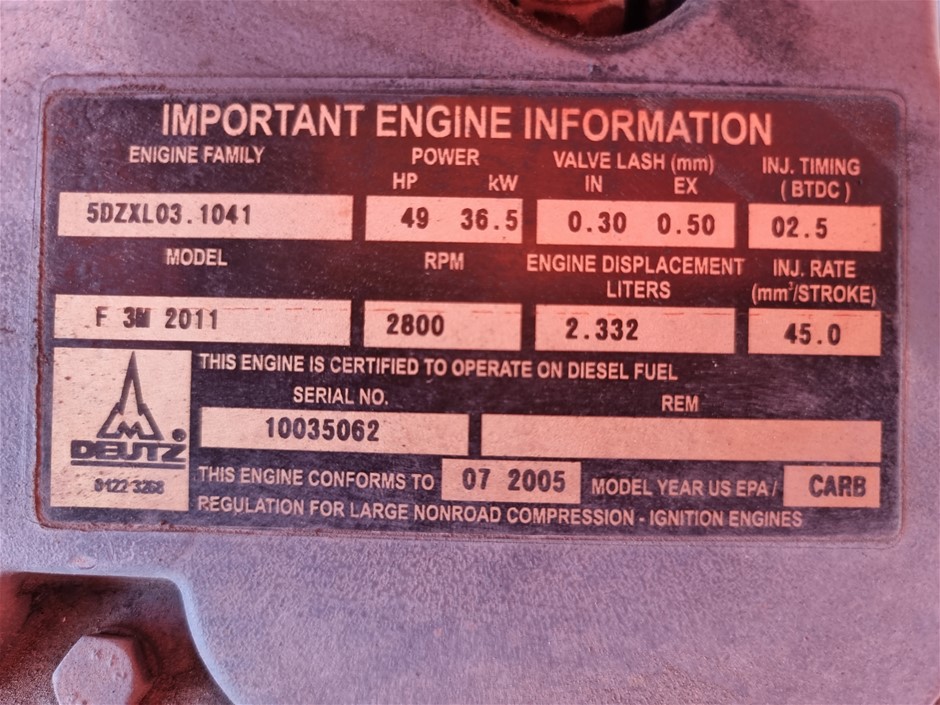 IMPORTANT ENGINE INFORMATION
ENIGINE FAMILY POWER VALVE LASH (mm) INJ. TIMING
HP kW IN EX (BTDC)
5DZXL03.1041 49 36.5 0.30 0.50 02.5
MODEL RPM ENGINE DISPLACEMENT INJ. RATE
LITERS (mm³/STROKE)
F 3M 2011 2800 2.332 45.0
THIS ENGINE IS CERTIFIED TO OPERATE ON DIESEL FUEL
SERIAL NO. REM
10035062
DEUTZ®
0122 3268
THIS ENGINE CONFORMS TO 07 2005 MODEL YEAR US EPA / CARB
REGULATION FOR LARGE NONROAD COMPRESSION - IGNITION ENGINES